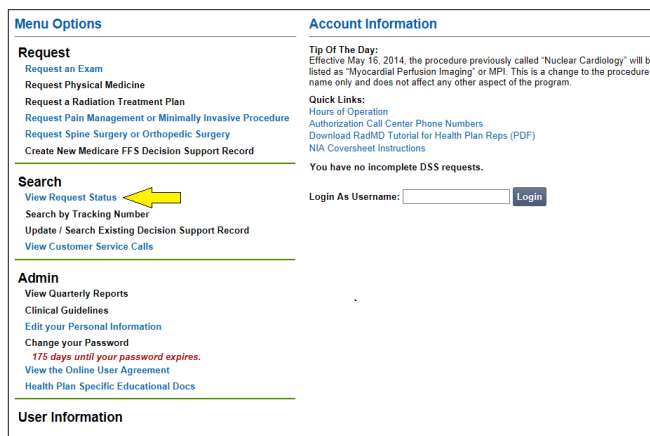 Menu Options
Request
Request an Exam
Request Physical Medicine
Request a Radiation Treatment Plan
Request Pain Management or Minimally Invasive Procedure
Request Spine Surgery or Orthopedic Surgery
Create New Medicare FFS Decision Support Record
Search
View Request Status
Search by Tracking Number
Update / Search Existing Decision Support Record
View Customer Service Calls
Admin
View Quarterly Reports
Clinical Guidelines
Edit your Personal Information
Change your Password
175 days until your password expires.
View the Online User Agreement
Health Plan Specific Educational Docs
User Information
Account Information
Tip Of The Day:
Effective May 16, 2014, the procedure previously called “Nuclear Cardiology” will b
listed as “Myocardial Perfusion Imaging” or MPI. This is a change to the procedure
name only and does not affect any other aspect of the program.
Quick Links:
Hours of Operation
Authorization Call Center Phone Numbers
Download RadMD Tutorial for Health Plan Reps (PDF)
NIA Coversheet Instructions
You have no incomplete DSS requests.
Login As Username: Login